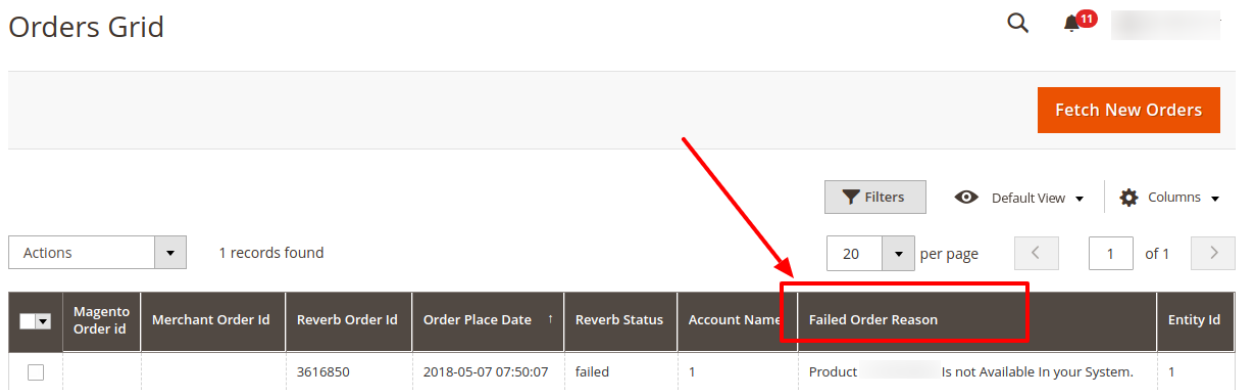 Orders Grid
11
Fetch New Orders
Filters
Default View
Columns
Actions
1 records found
20
per page
1
of 1
Magento Order id
Merchant Order Id
Reverb Order Id
Order Place Date ↑
Reverb Status
Account Name
Failed Order Reason
Entity Id
3616850
2018-05-07 07:50:07
failed
1
Product
Is not Available In your System.
1